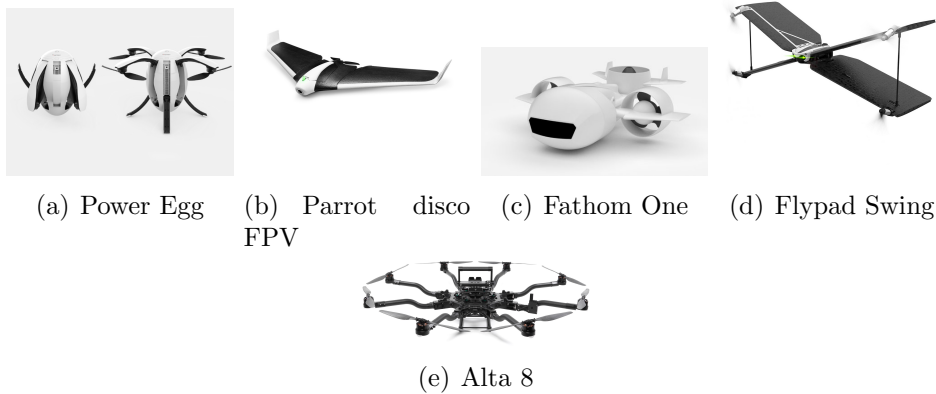 (a) Power Egg
(b) Parrot disco
FPV
(c) Fathom One
(d) Flypad Swing
(e) Alta 8